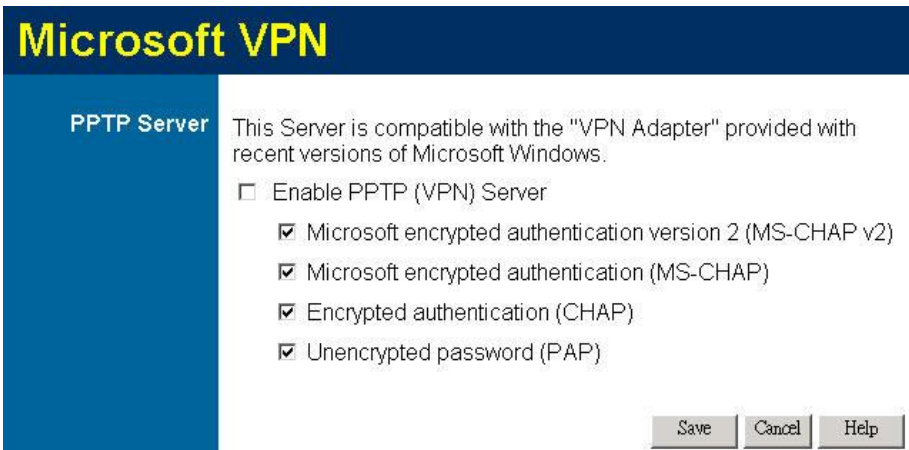 Microsoft VPN
PPTP Server
This Server is compatible with the "VPN Adapter" provided with
recent versions of Microsoft Windows.
Enable PPTP (VPN) Server
Microsoft encrypted authentication version 2 (MS-CHAP v2)
Microsoft encrypted authentication (MS-CHAP)
Encrypted authentication (CHAP)
Unencrypted password (PAP)
Save Cancel Help